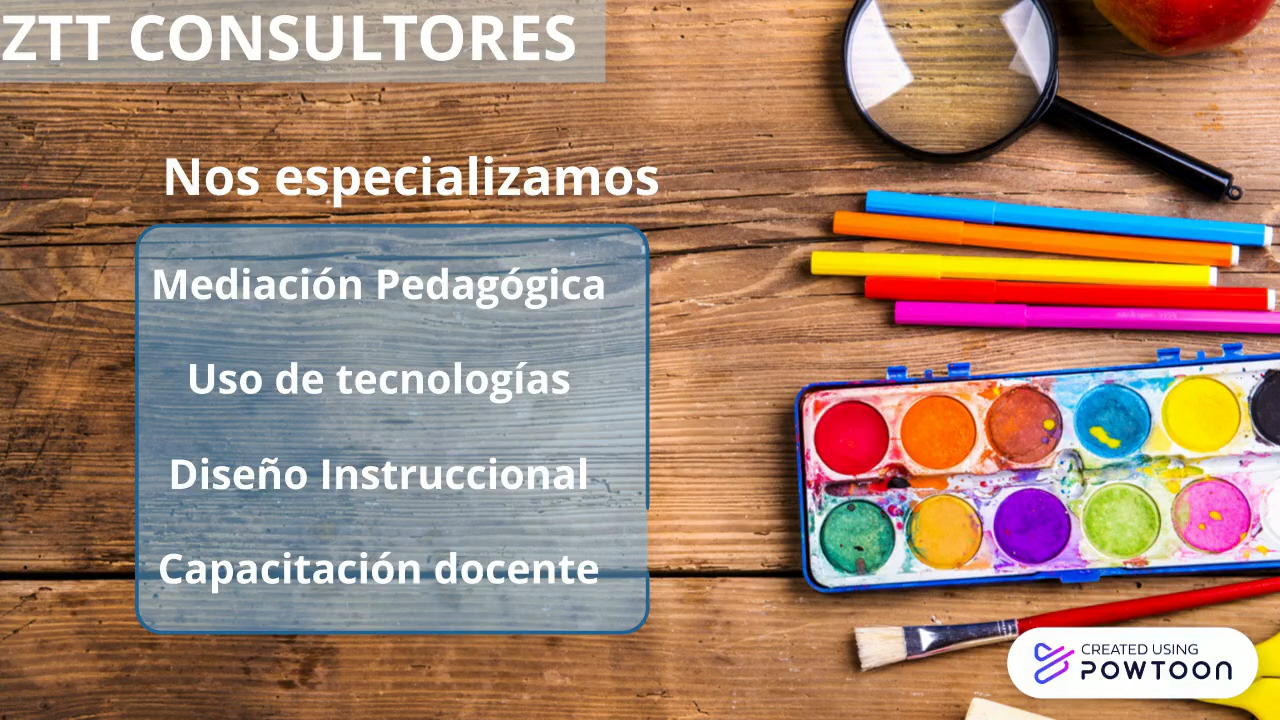 ZTT CONSULTORES
Nos especializamos
Mediación Pedagógica
Uso de tecnologías
Diseño Instruccional
Capacitación docente
CREATED USING
POWTOON